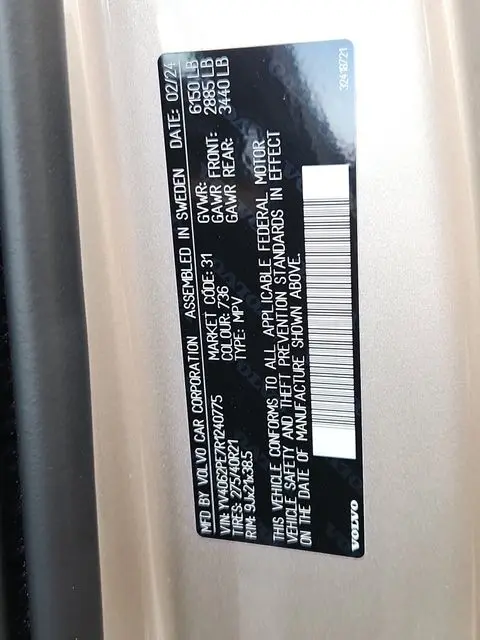 MFD BY VOLVO CAR CORPORATION ASSEMBLED IN SWEDEN DATE: 02/24
VIN: YV4062PE7R1240775 MARKET CODE: 31 GVWR: 6150 LB
TIRES: 275/40R21 COLOUR: 736 GAWR FRONT: 2885 LB
RIM: 9Jx21x38.5 TYPE: MPV GAWR REAR: 3440 LB
THIS VEHICLE CONFORMS TO ALL APPLICABLE FEDERAL MOTOR
VEHICLE SAFETY AND THEFT PREVENTION STANDARDS IN EFFECT
ON THE DATE OF MANUFACTURE SHOWN ABOVE.
VOLVO 32418721